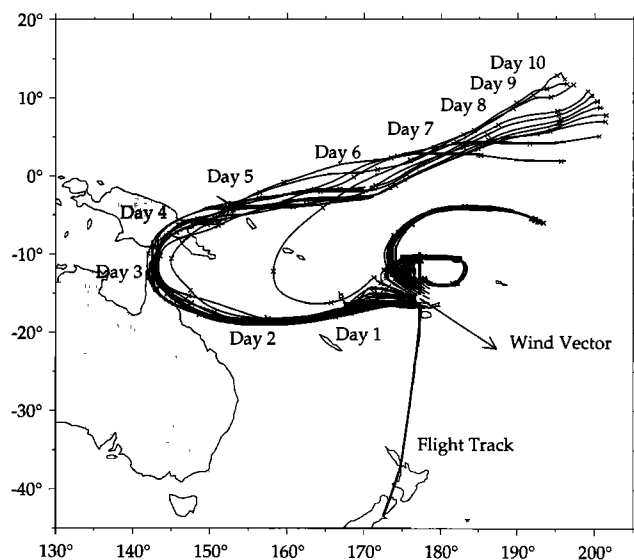 20°
Day 10
Day 9
10°
Day 8
Day 7
Day 6
0°
Day 5
Day 4
-10°
Day 3
-20°
Day 2
Day 1
Wind Vector
-30°
Flight Track
-40°
130° 140° 150° 160° 170° 180° 190° 200°